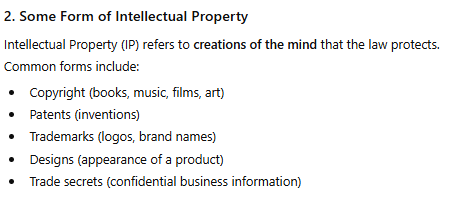 2. Some Form of Intellectual Property
Intellectual Property (IP) refers to creations of the mind that the law protects.
Common forms include:
• Copyright (books, music, films, art)
• Patents (inventions)
• Trademarks (logos, brand names)
• Designs (appearance of a product)
• Trade secrets (confidential business information)